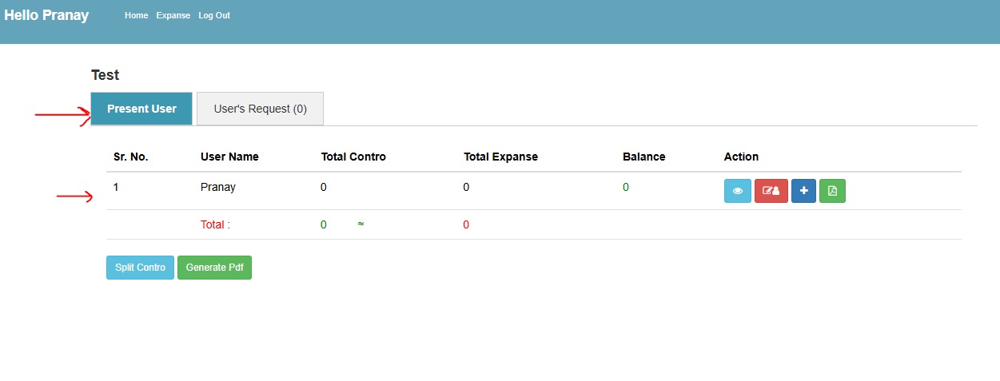 Hello Pranay Home Expanse Log Out
Test
Present User User's Request (0)
Sr. No. User Name Total Contro Total Expanse Balance Action
1 Pranay 0 0 0
Total : 0 ≈ 0
Split Contro Generate Pdf